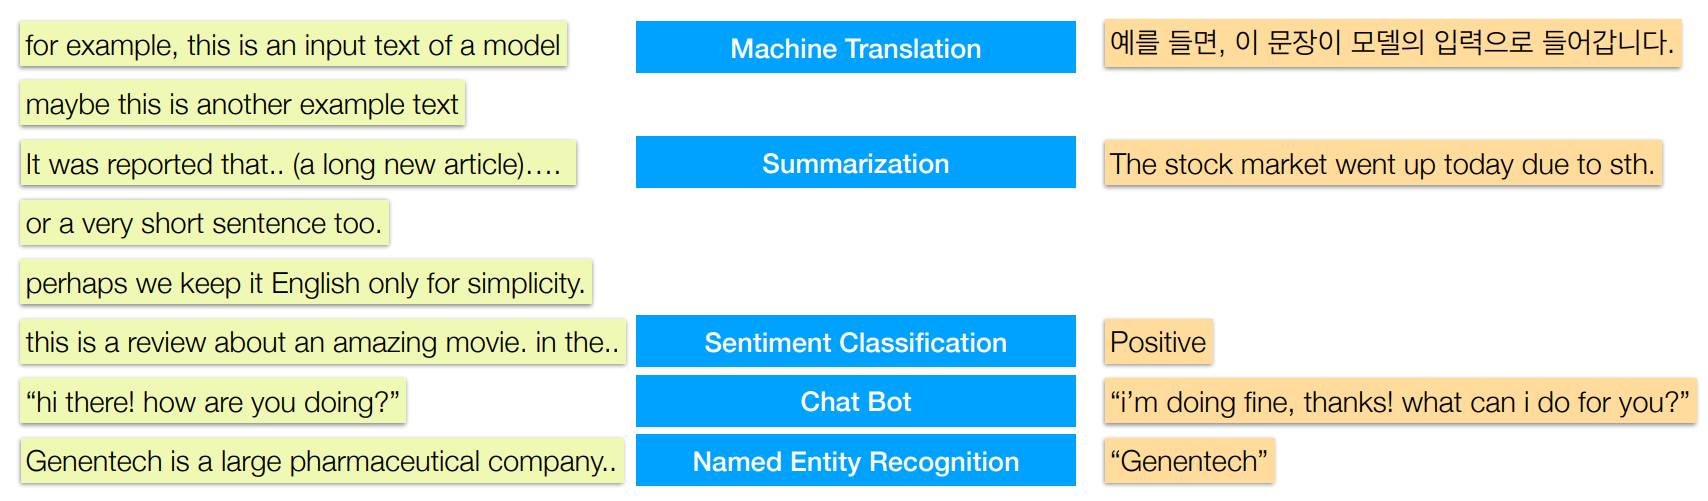 for example, this is an input text of a model
Machine Translation
예를 들면, 이 문장이 모델의 입력으로 들어갑니다.
maybe this is another example text
It was reported that.. (a long new article)….
Summarization
The stock market went up today due to sth.
or a very short sentence too.
perhaps we keep it English only for simplicity.
this is a review about an amazing movie. in the..
Sentiment Classification
Positive
“hi there! how are you doing?”
Chat Bot
“i’m doing fine, thanks! what can i do for you?”
Genentech is a large pharmaceutical company..
Named Entity Recognition
“Genentech”